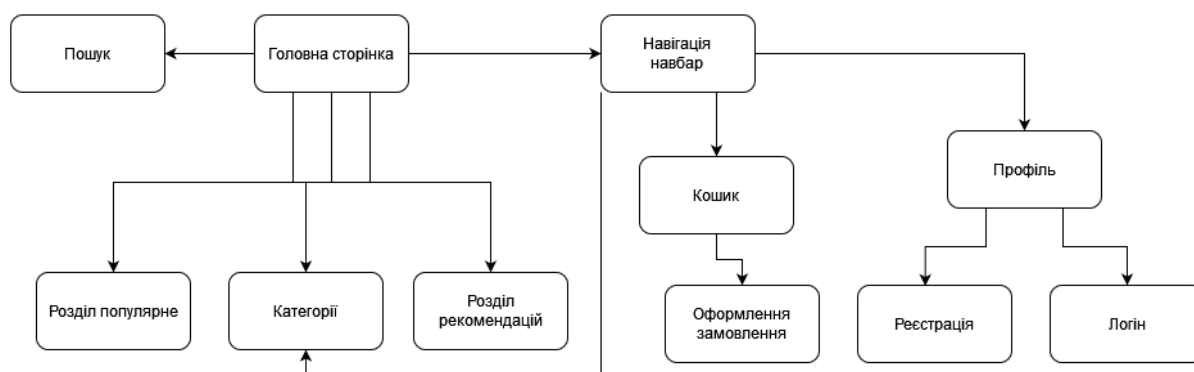 Пошук
Головна сторінка
Навігація
навбар
Кошик
Профіль
Розділ популярне
Категорії
Розділ
рекомендацій
Оформлення
замовлення
Реєстрація
Логін